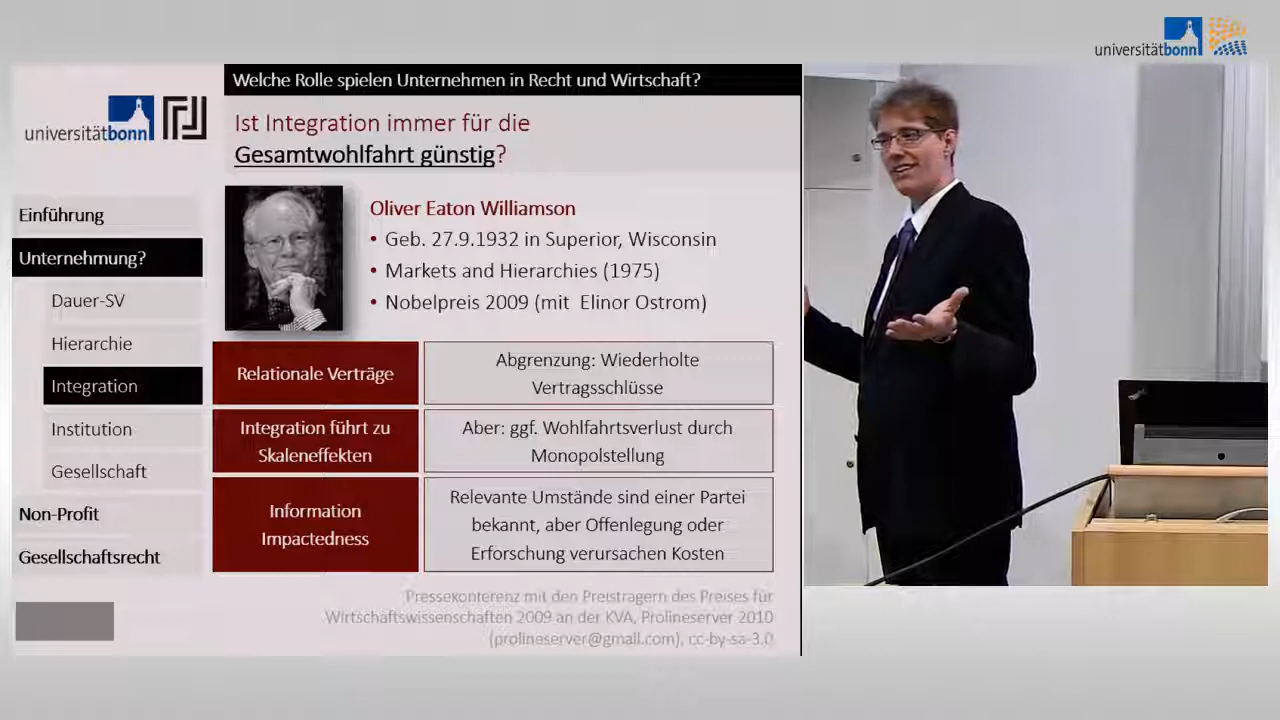 universitätbonn
Welche Rolle spielen Unternehmen in Recht und Wirtschaft?
universitätbonn
Ist Integration immer für die
Gesamtwohlfahrt günstig?
Einführung
Unternehmung?
Dauer-SV
Hierarchie
Integration
Institution
Gesellschaft
Non-Profit
Gesellschaftsrecht
Oliver Eaton Williamson
• Geb. 27.9.1932 in Superior, Wisconsin
• Markets and Hierarchies (1975)
• Nobelpreis 2009 (mit Elinor Ostrom)
Relationale Verträge
Abgrenzung: Wiederholte
Vertragsschlüsse
Integration führt zu
Skaleneffekten
Aber: ggf. Wohlfahrtsverlust durch
Monopolstellung
Information
Impactedness
Relevante Umstände sind einer Partei
bekannt, aber Offenlegung oder
Erforschung verursachen Kosten
Pressekonferenz mit den Preisträgern des Preises für
Wirtschaftswissenschaften 2009 an der KVA, Prolineserver 2010
(prolineserver@gmail.com), cc-by-sa-3.0